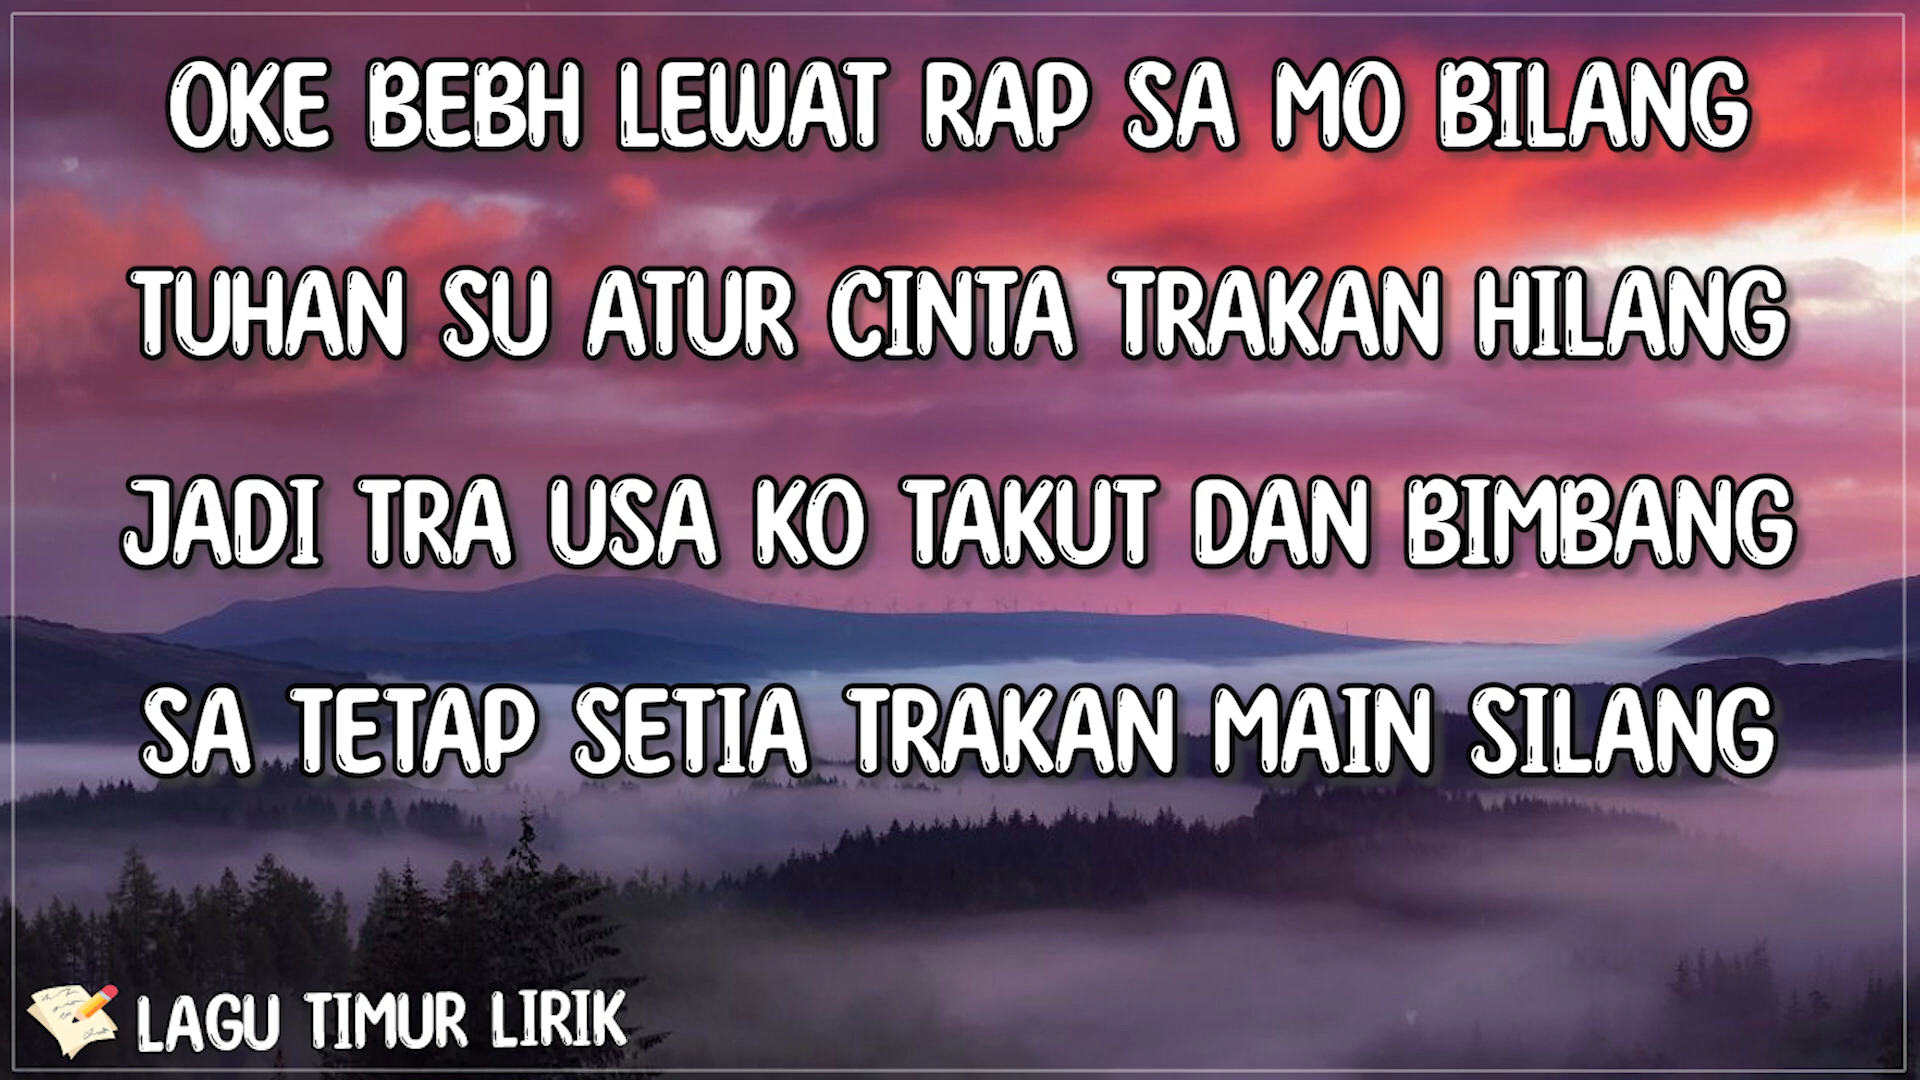 OKE BEBH LEWAT RAP SA MO BILANG
TUHAN SU ATUR CINTA TRAKAN HILANG
JADI TRA USA KO TAKUT DAN BIMBANG
SA TETAP SETIA TRAKAN MAIN SILANG
LAGU TIMUR LIRIK